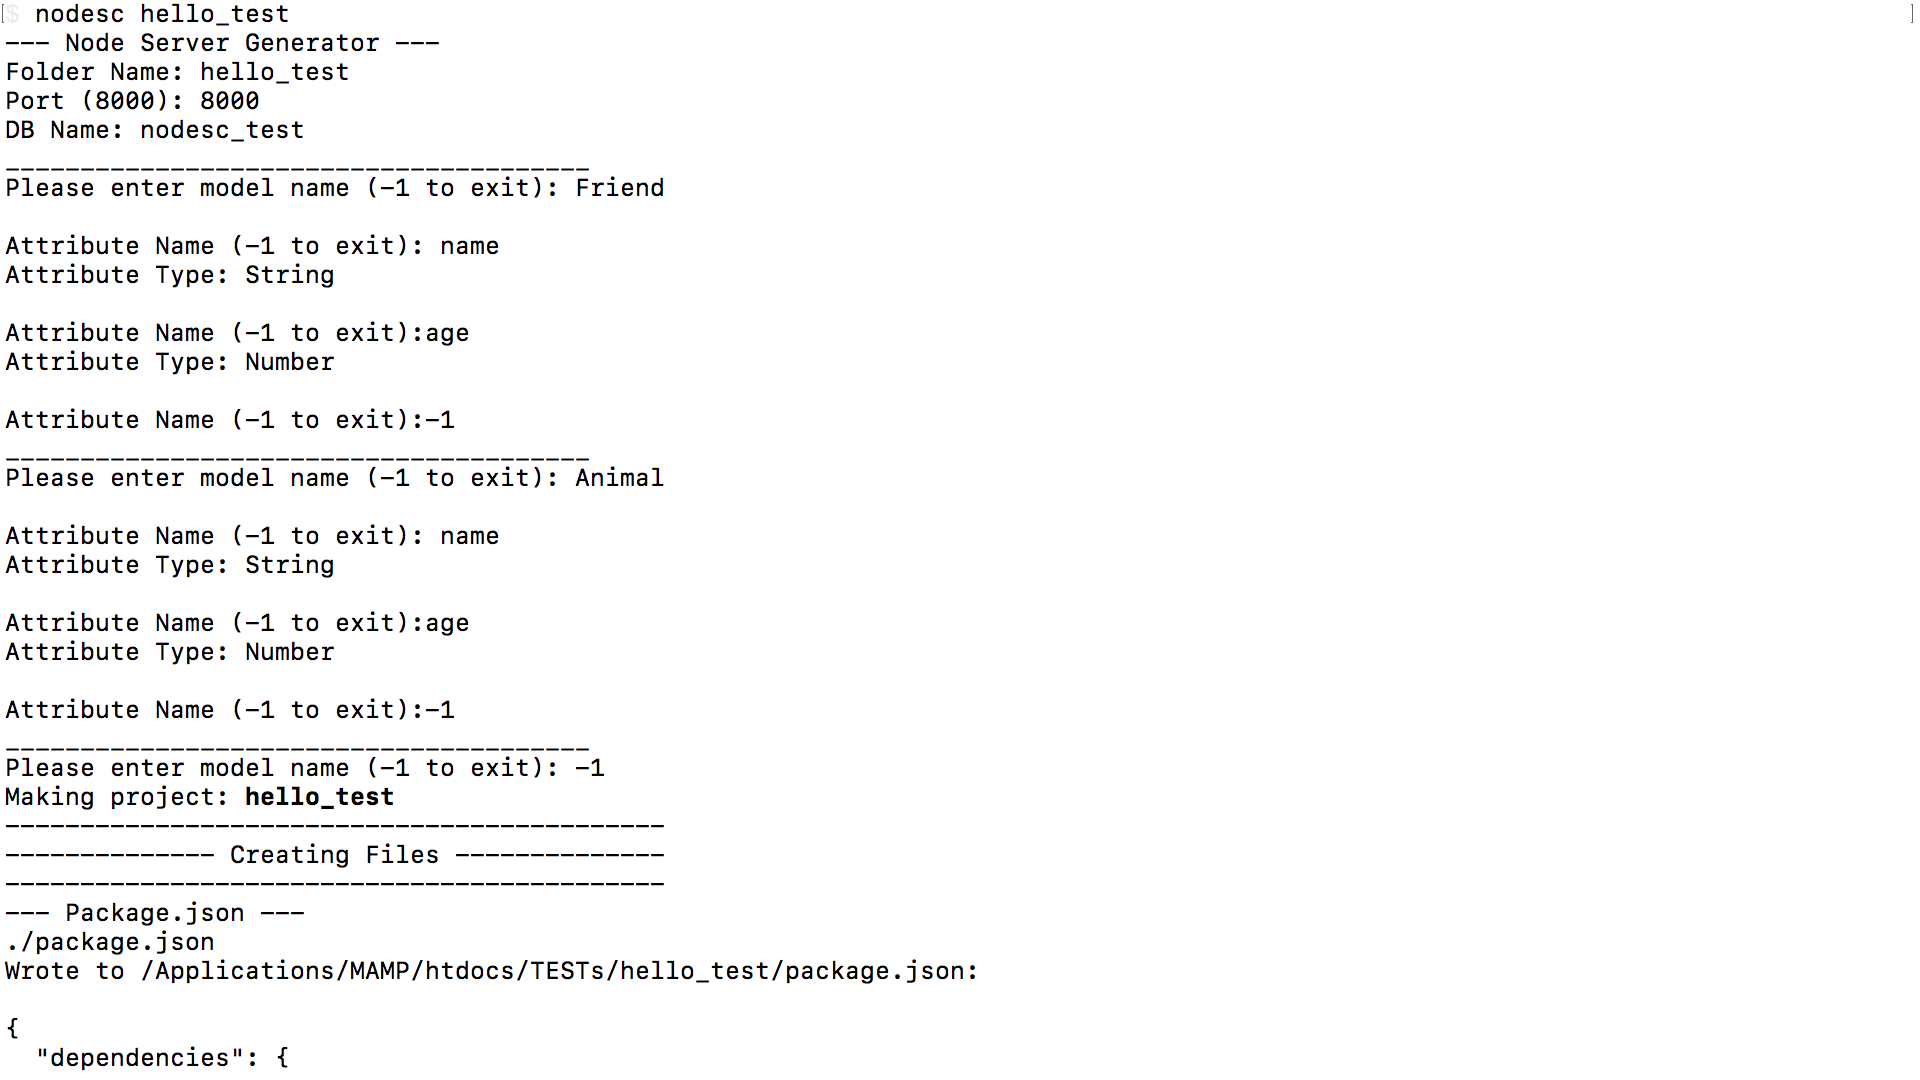 $ nodesc hello_test
--- Node Server Generator ---
Folder Name: hello_test
Port (8000): 8000
DB Name: nodesc_test
_______________________________________
Please enter model name (-1 to exit): Friend
Attribute Name (-1 to exit): name
Attribute Type: String
Attribute Name (-1 to exit):age
Attribute Type: Number
Attribute Name (-1 to exit):-1
_______________________________________
Please enter model name (-1 to exit): Animal
Attribute Name (-1 to exit): name
Attribute Type: String
Attribute Name (-1 to exit):age
Attribute Type: Number
Attribute Name (-1 to exit):-1
_______________________________________
Please enter model name (-1 to exit): -1
Making project: hello_test
--------------------------------------------
-------------- Creating Files --------------
--------------------------------------------
--- Package.json ---
./package.json
Wrote to /Applications/MAMP/htdocs/TESTs/hello_test/package.json:
{
"dependencies": {